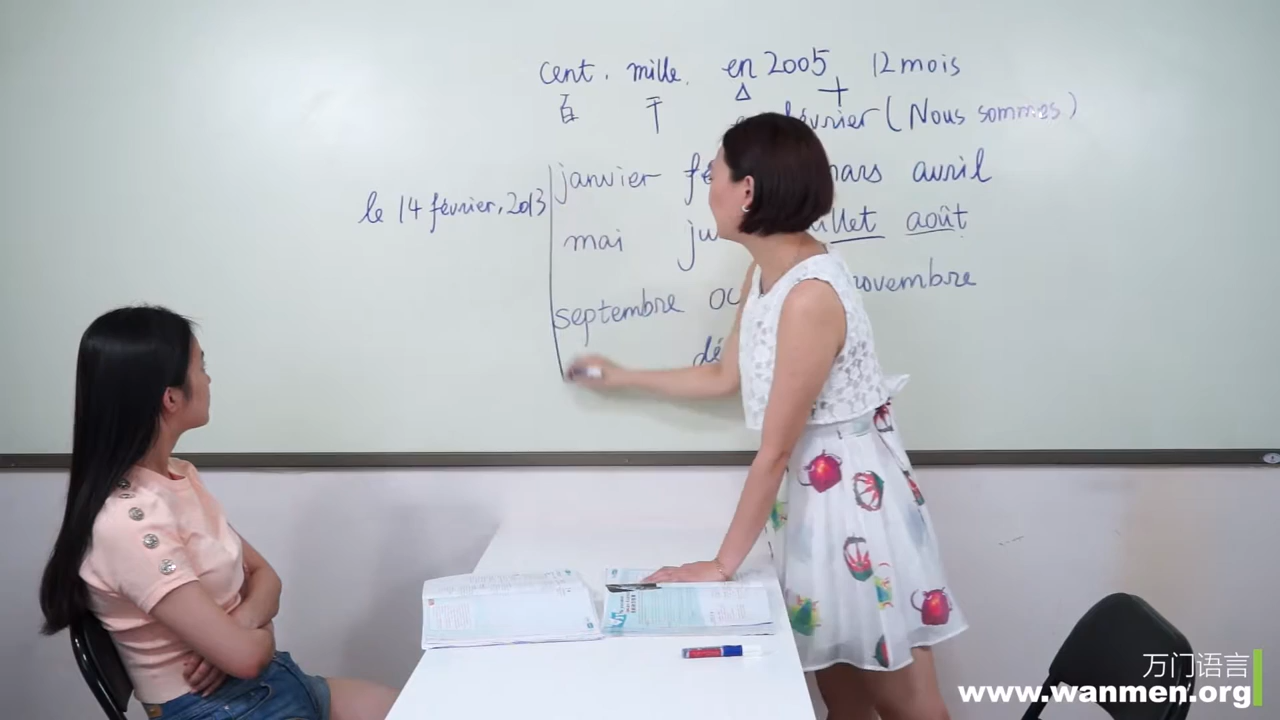 cent. mille. en 2005 12 mois
百 千 Δ +
février (Nous sommes)
janvier mars avril
le 14 février, 2013
mai août
septembre novembre
万门语言
www.wanmen.org